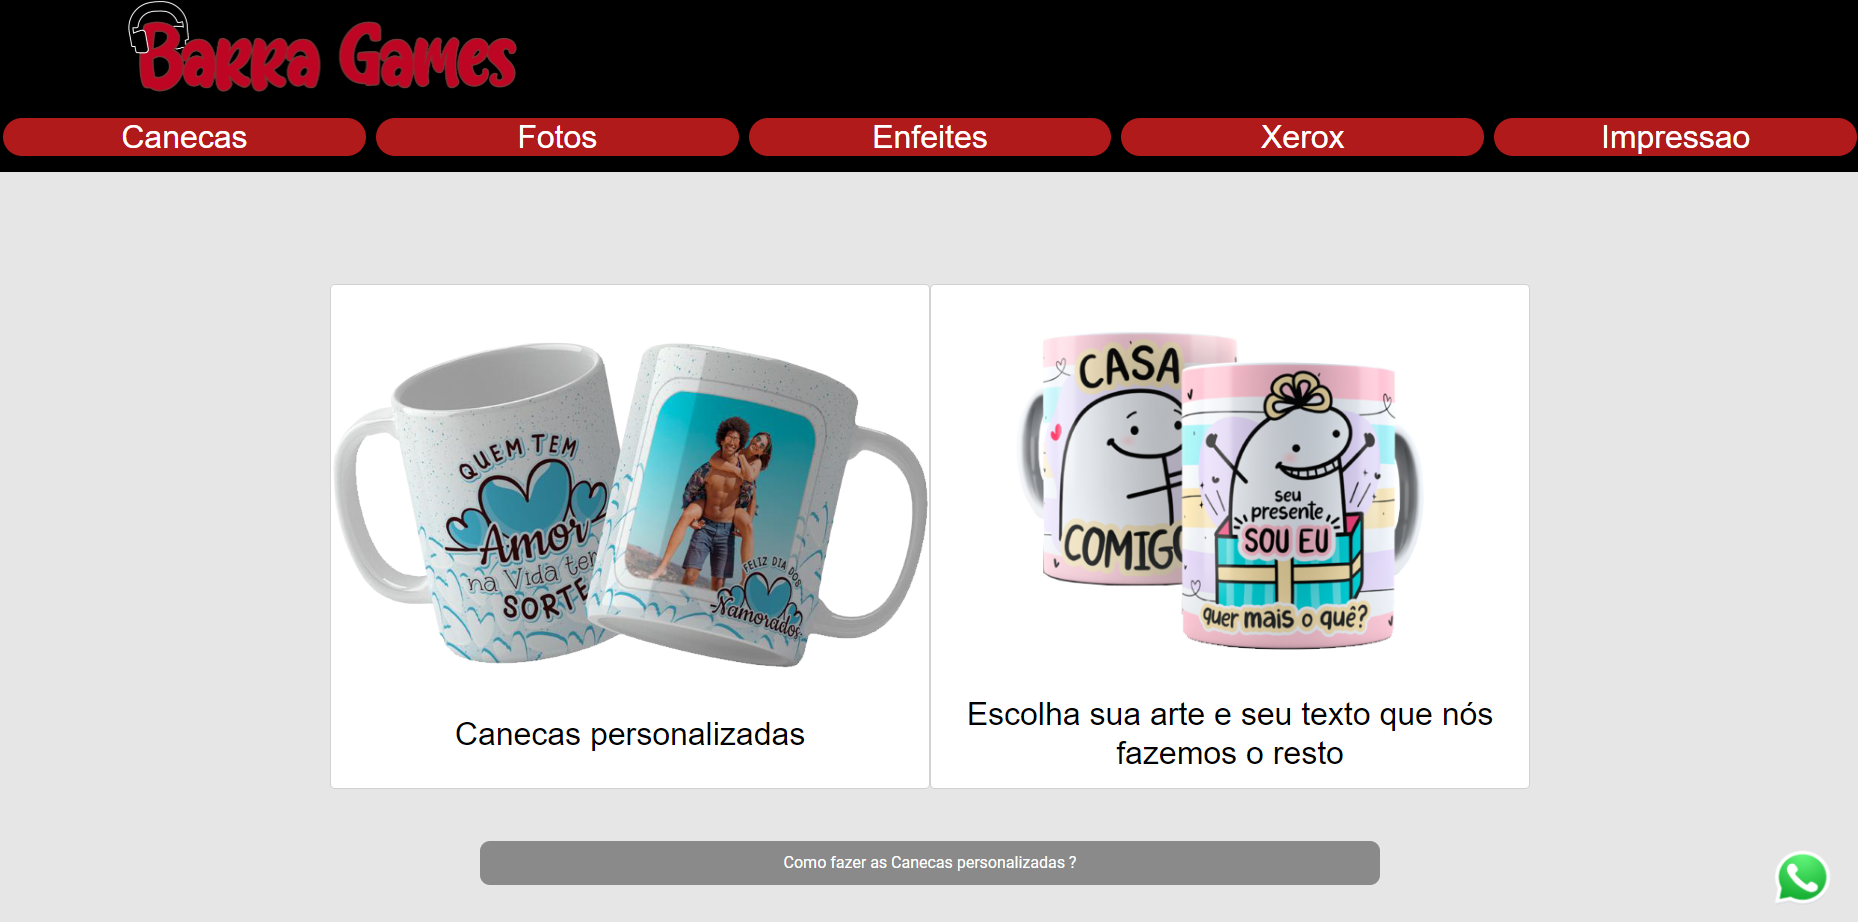 Barra Games
Canecas
Fotos
Enfeites
Xerox
Impressao
QUEM TEM
Amor
na Vida tem
SORTE
FELIZ DIA DOS
Namorados
CASA
COMIGO
seu
presente
SOU EU
quer mais o quê?
Canecas personalizadas
Escolha sua arte e seu texto que nós
fazemos o resto
Como fazer as Canecas personalizadas ?